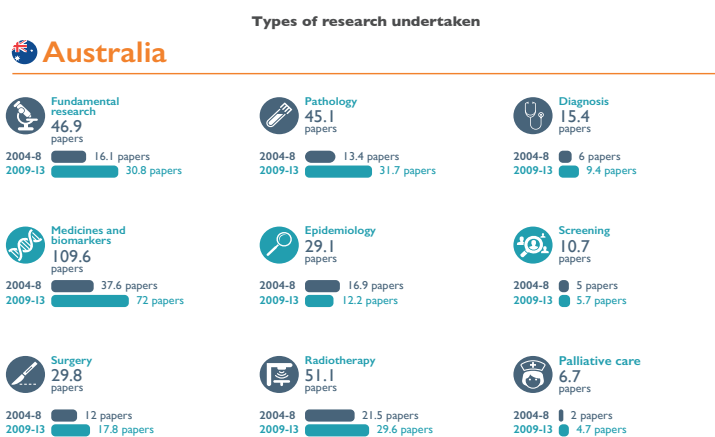 Types of research undertaken
Australia
Fundamental
research
46.9
papers
2004-8 16.1 papers
2009-13 30.8 papers
Pathology
45.1
papers
2004-8 13.4 papers
2009-13 31.7 papers
Diagnosis
15.4
papers
2004-8 6 papers
2009-13 9.4 papers
Medicines and
biomarkers
109.6
papers
2004-8 37.6 papers
2009-13 72 papers
Epidemiology
29.1
papers
2004-8 16.9 papers
2009-13 12.2 papers
Screening
10.7
papers
2004-8 5 papers
2009-13 5.7 papers
Surgery
29.8
papers
2004-8 12 papers
2009-13 17.8 papers
Radiotherapy
51.1
papers
2004-8 21.5 papers
2009-13 29.6 papers
Palliative care
6.7
papers
2004-8 2 papers
2009-13 4.7 papers